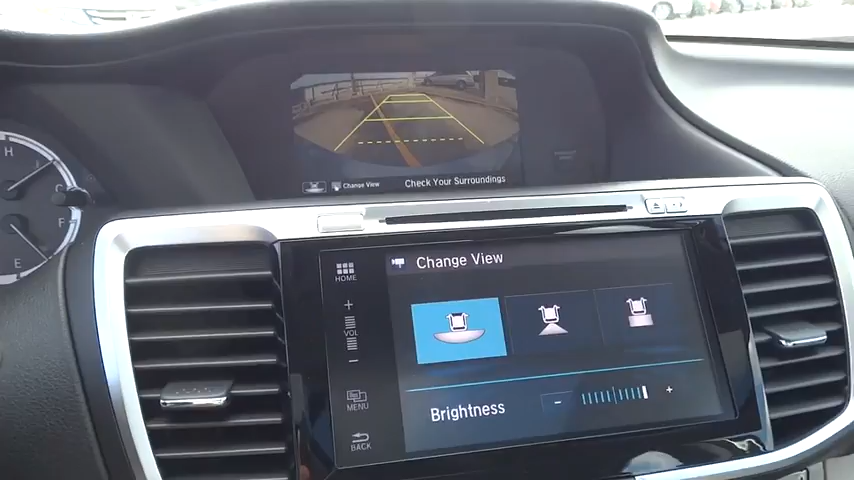 H
C
F
E
Change View
Check Your Surroundings
HOME
Change View
+
VOL
−
MENU
BACK
Brightness
−
+